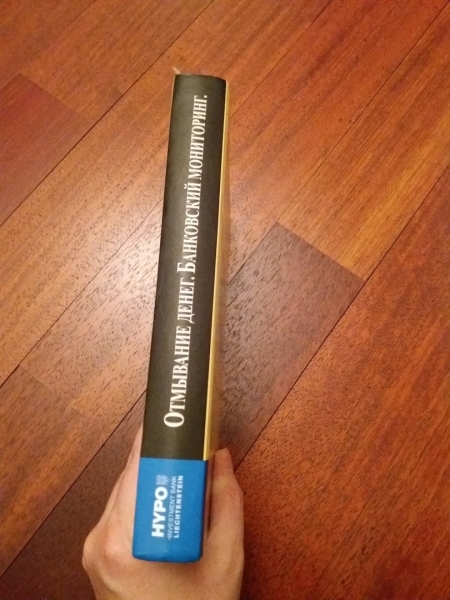 ОТМЫВАНИЕ ДЕНЕГ. БАНКОВСКИЙ МОНИТОРИНГ.
HYPO
INVESTMENT BANK
LIECHTENSTEIN